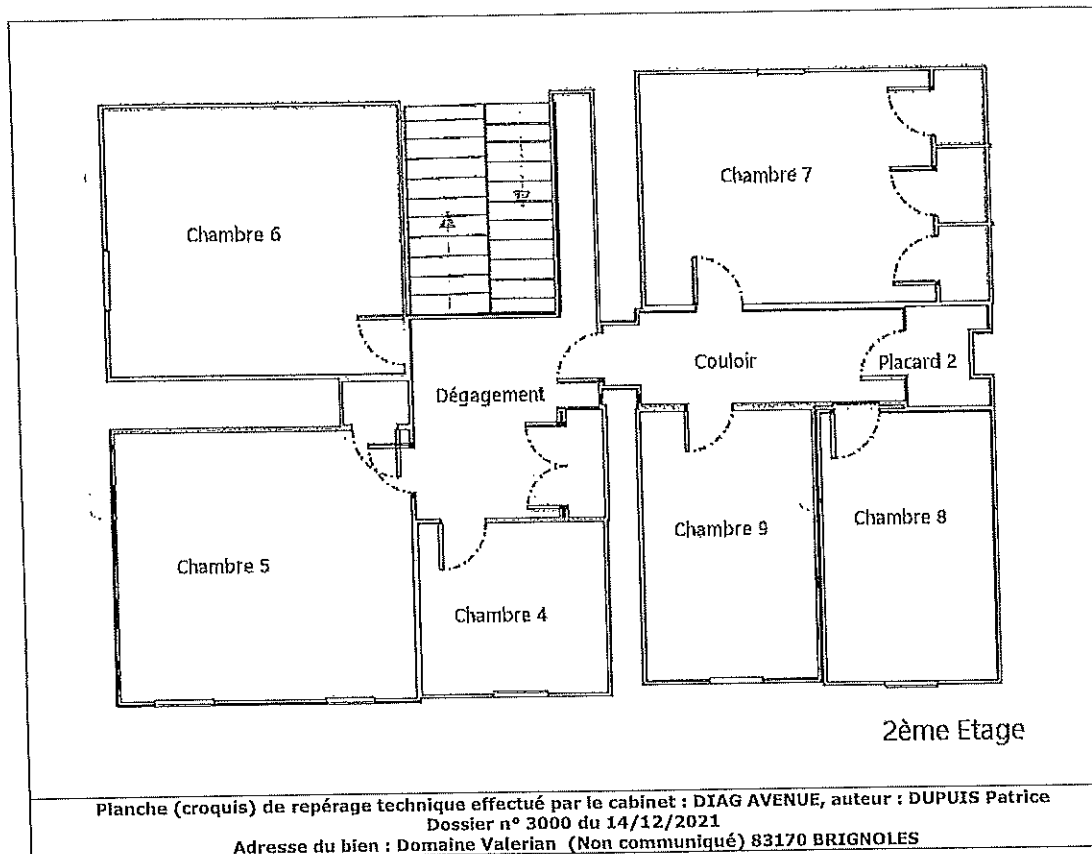 Chambre 7
Chambre 6
Couloir
Placard 2
Dégagement
Chambre 9
Chambre 8
Chambre 5
Chambre 4
2ème Etage
Planche (croquis) de repérage technique effectué par le cabinet : DIAG AVENUE, auteur : DUPUIS Patrice
Dossier n° 3000 du 14/12/2021
Adresse du bien : Domaine Valerian (Non communiqué) 83170 BRIGNOLES